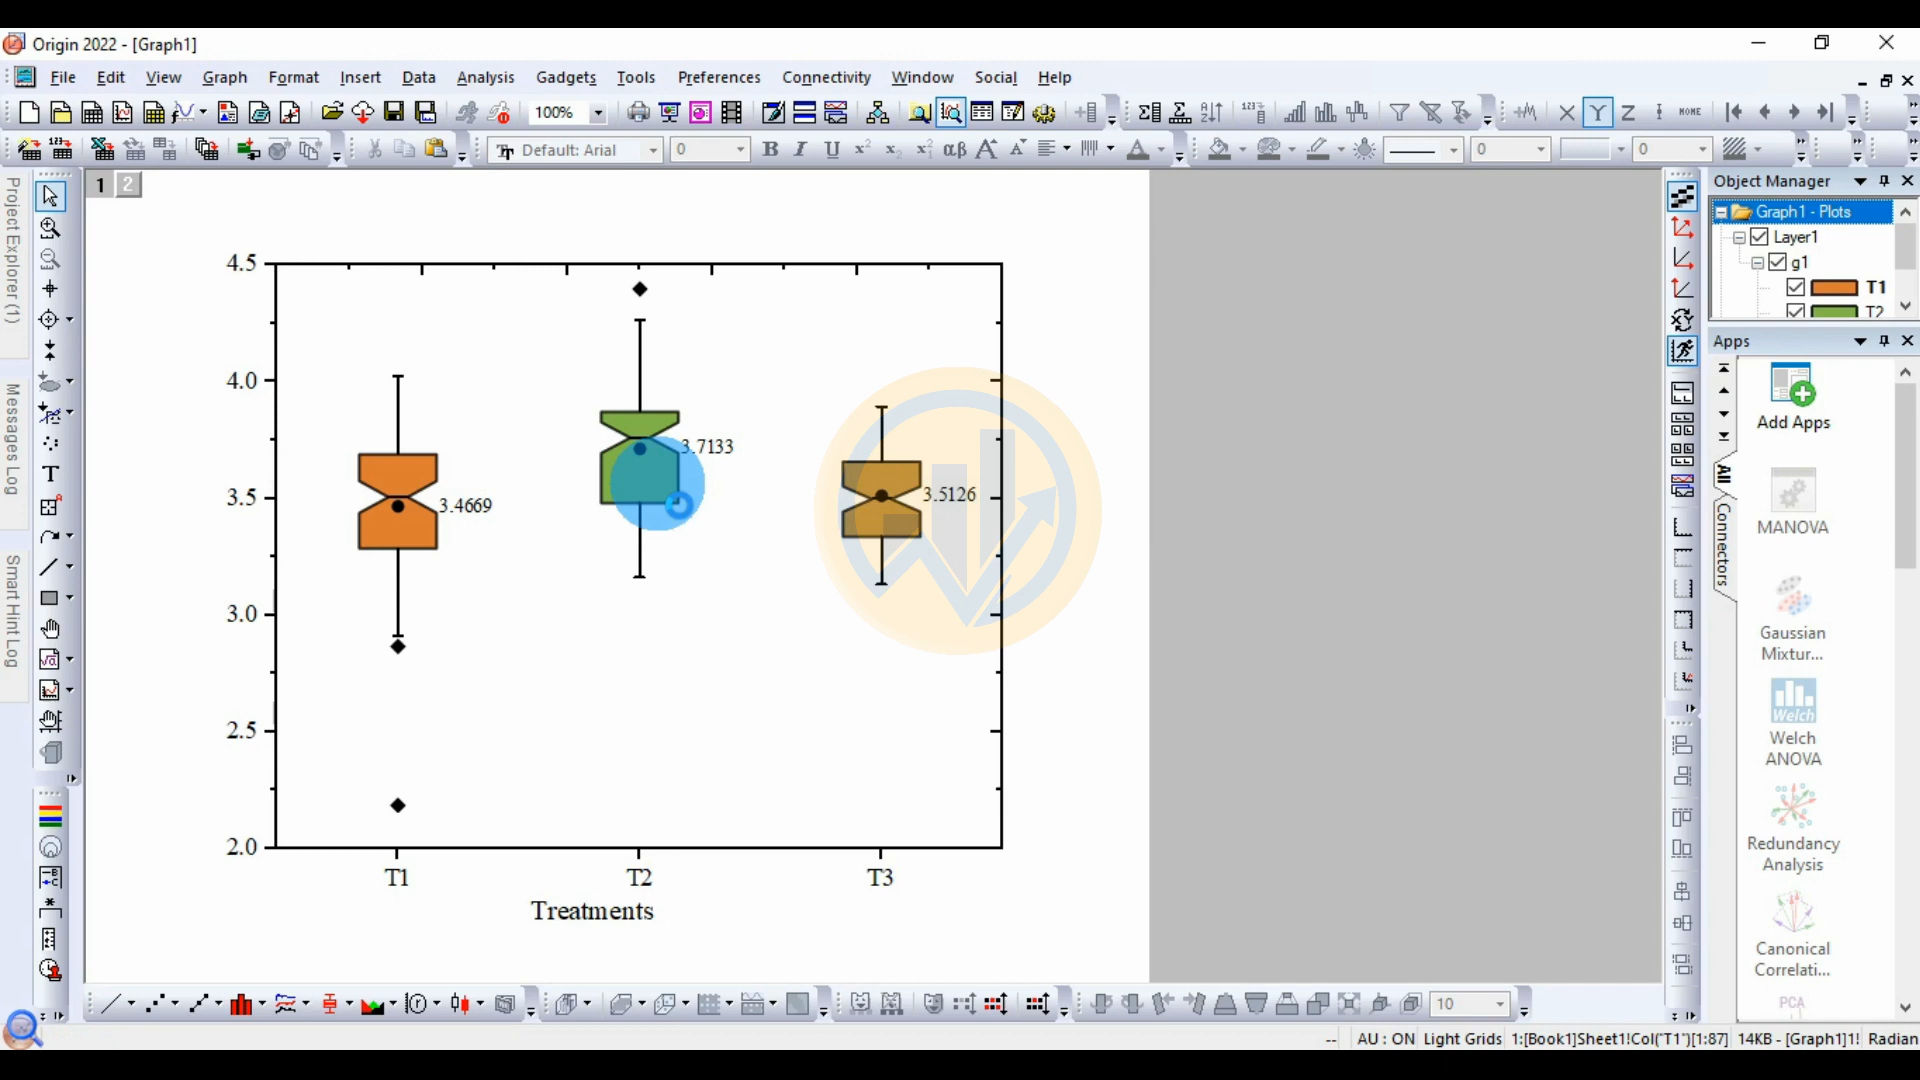 Origin 2022 - [Graph1]
File Edit View Graph Format Insert Data Analysis Gadgets Tools Preferences Connectivity Window Social Help
100%
Default: Arial 0 B I U 0 0
Project Explorer (1)
Messages Log
Smart Hint Log
1 2
4.5
4.0
3.5
3.0
2.5
2.0
3.4669
3.7133
3.5126
T1 T2 T3
Treatments
Object Manager
Graph1 - Plots
Layer1
g1
T1
T2
Apps
All
Connectors
Add Apps
MANOVA
Gaussian
Mixtur...
Welch
Welch
ANOVA
Redundancy
Analysis
Canonical
Correlati...
PCA
10
-- AU : ON Light Grids 1:[Book1]Sheet1!Col("T1")[1:87] 14KB - [Graph1]1! Radian